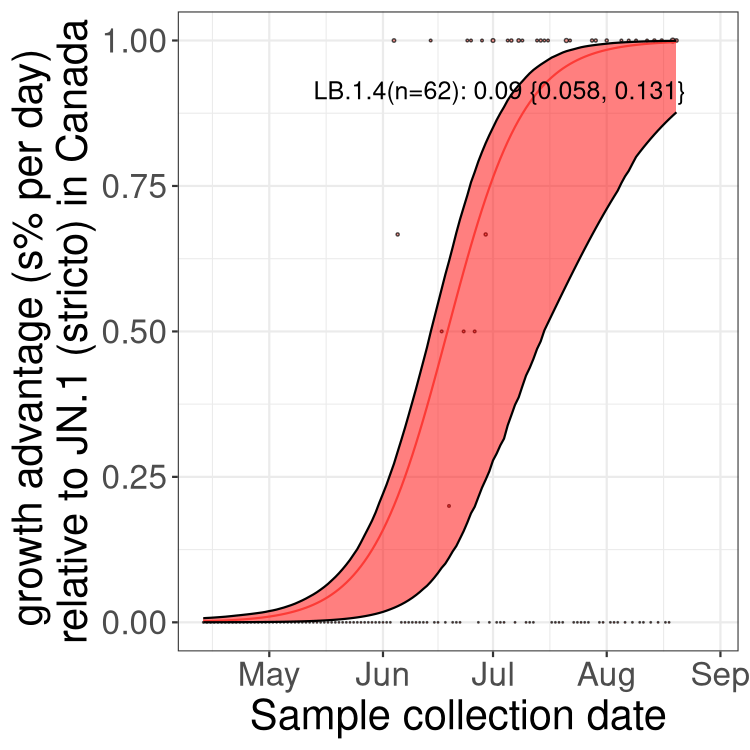 growth advantage (s% per day)
relative to JN.1 (stricto) in Canada
1.00
0.75
0.50
0.25
0.00
LB.1.4(n=62): 0.09 {0.058, 0.131}
May Jun Jul Aug Sep
Sample collection date